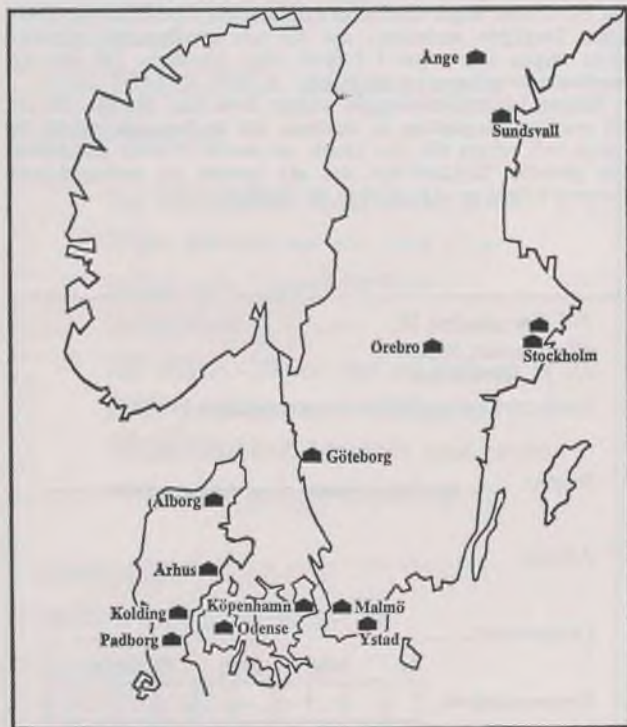 Ånge
Sundsvall
Örebro
Stockholm
Göteborg
Ålborg
Århus
Köpenhamn
Malmö
Kolding
Odense
Ystad
Padborg